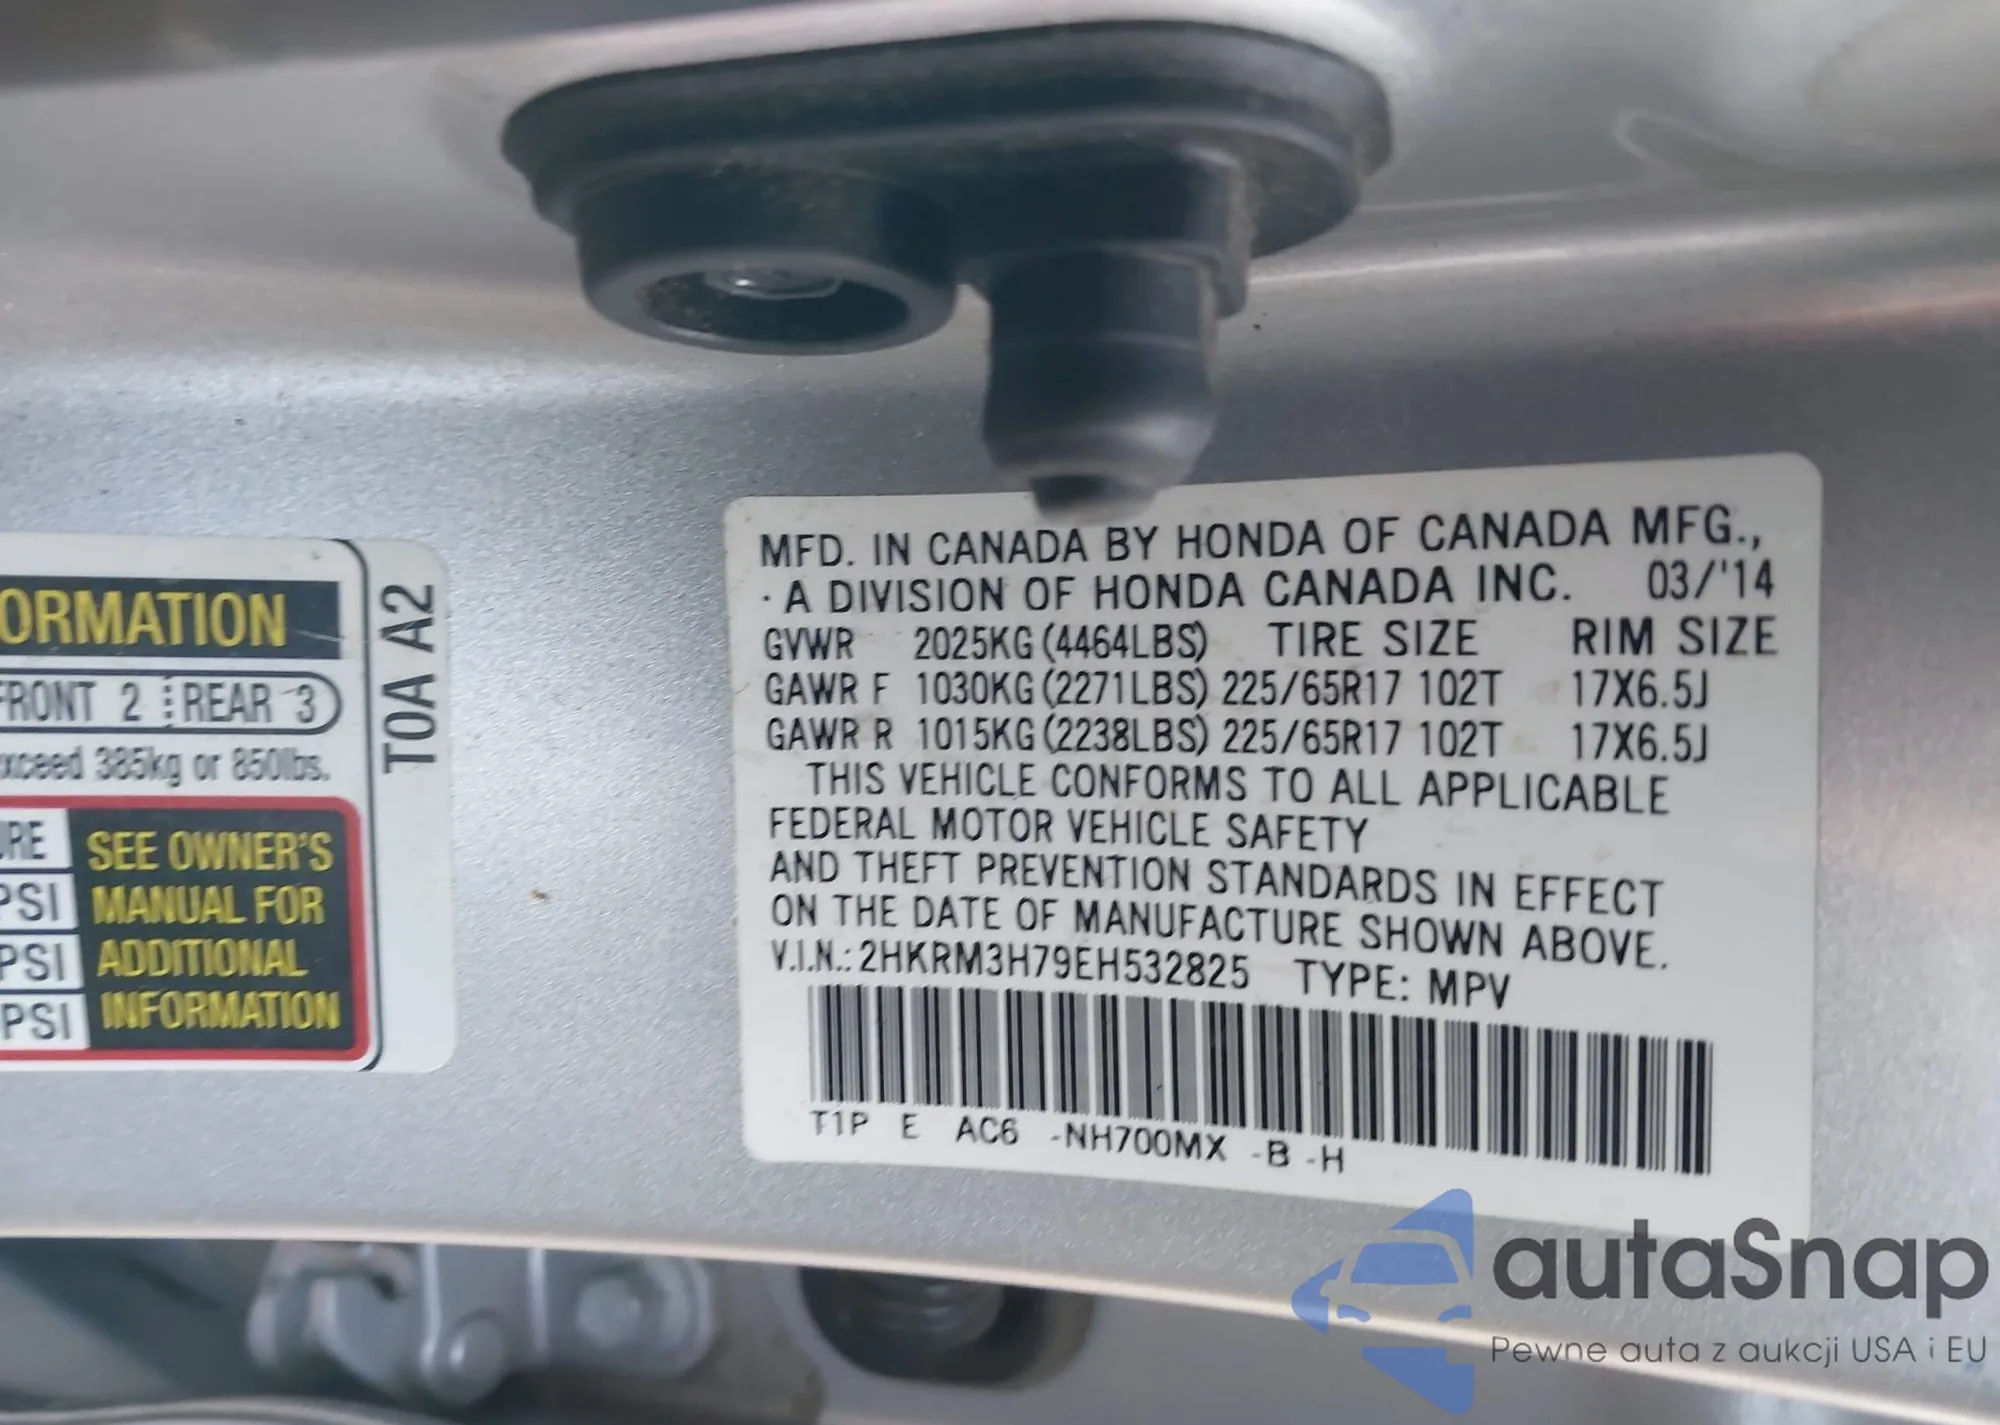 ORMATION
FRONT 2 REAR 3
xceed 385kg or 850lbs.
RE
PSI
PSI
PSI
SEE OWNER'S
MANUAL FOR
ADDITIONAL
INFORMATION
T0A A2
MFD. IN CANADA BY HONDA OF CANADA MFG.,
· A DIVISION OF HONDA CANADA INC. 03/'14
GVWR 2025KG (4464LBS) TIRE SIZE RIM SIZE
GAWR F 1030KG (2271LBS) 225/65R17 102T 17X6.5J
GAWR R 1015KG (2238LBS) 225/65R17 102T 17X6.5J
THIS VEHICLE CONFORMS TO ALL APPLICABLE
FEDERAL MOTOR VEHICLE SAFETY
AND THEFT PREVENTION STANDARDS IN EFFECT
ON THE DATE OF MANUFACTURE SHOWN ABOVE.
V.I.N.: 2HKRM3H79EH532825 TYPE: MPV
T1P E AC6 -NH700MX -B -H
autaSnap
Pewne auta z aukcji USA i EU